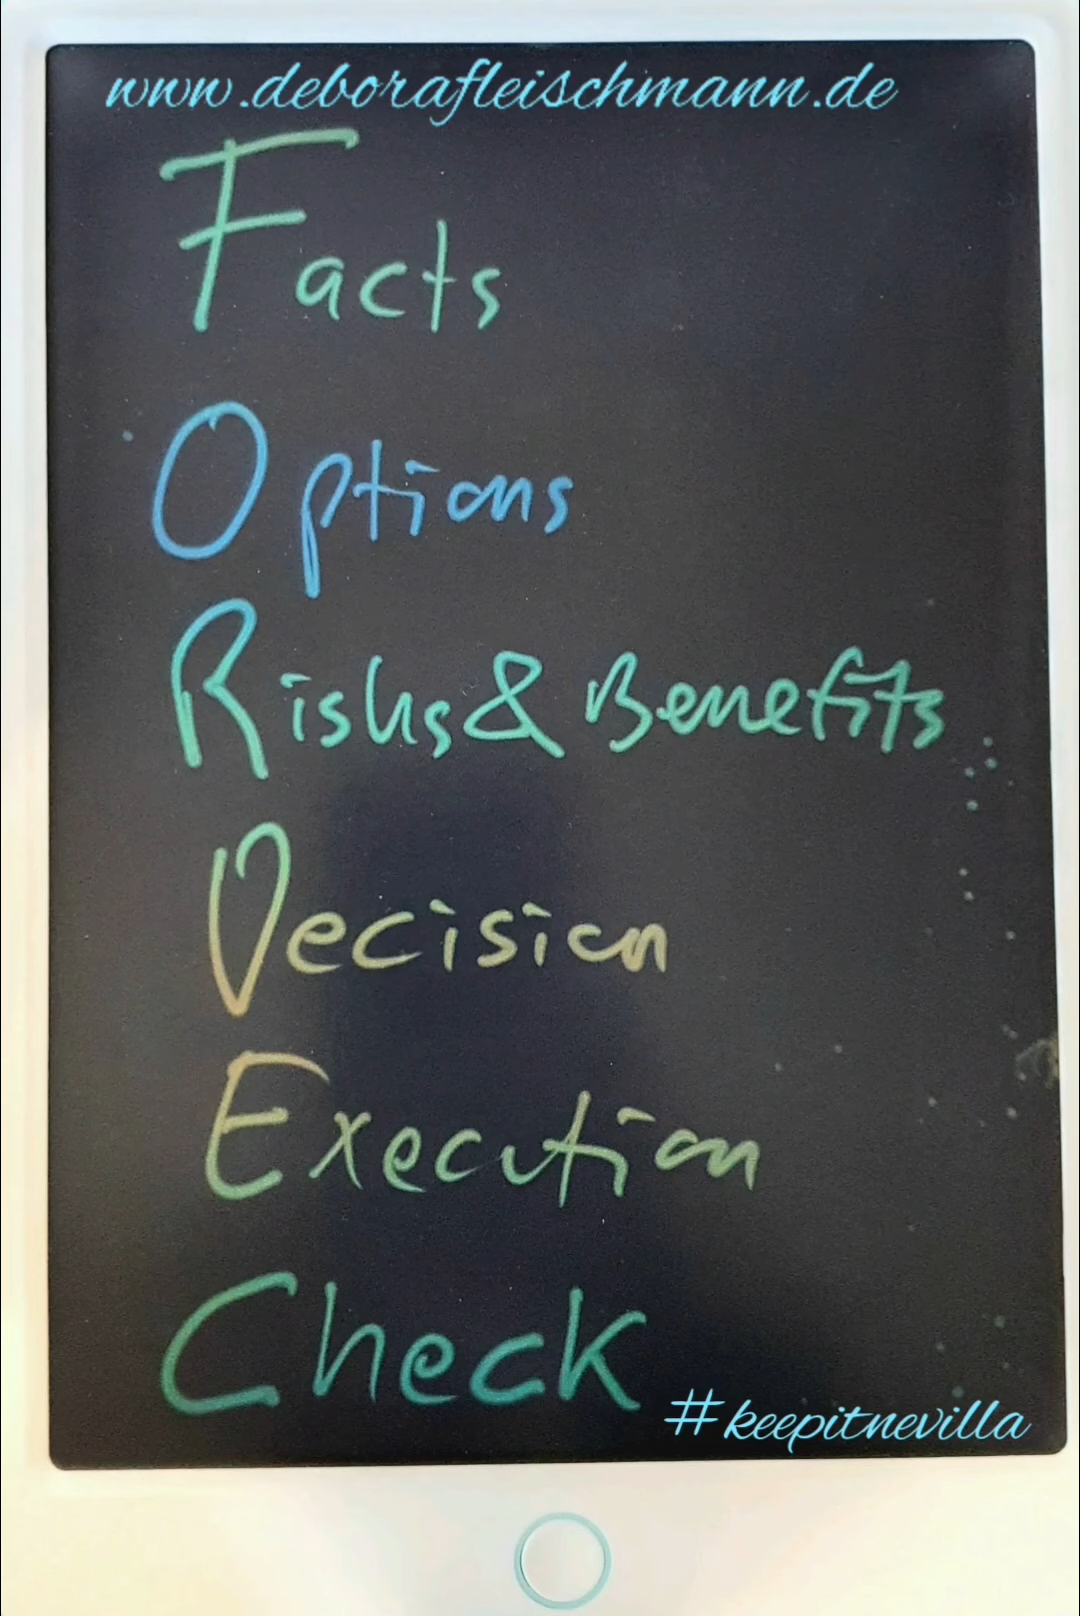 www.deborafleischmann.de
Facts
Options
Risks & Benefits
Decision
Execution
Check
#keepitnevilla